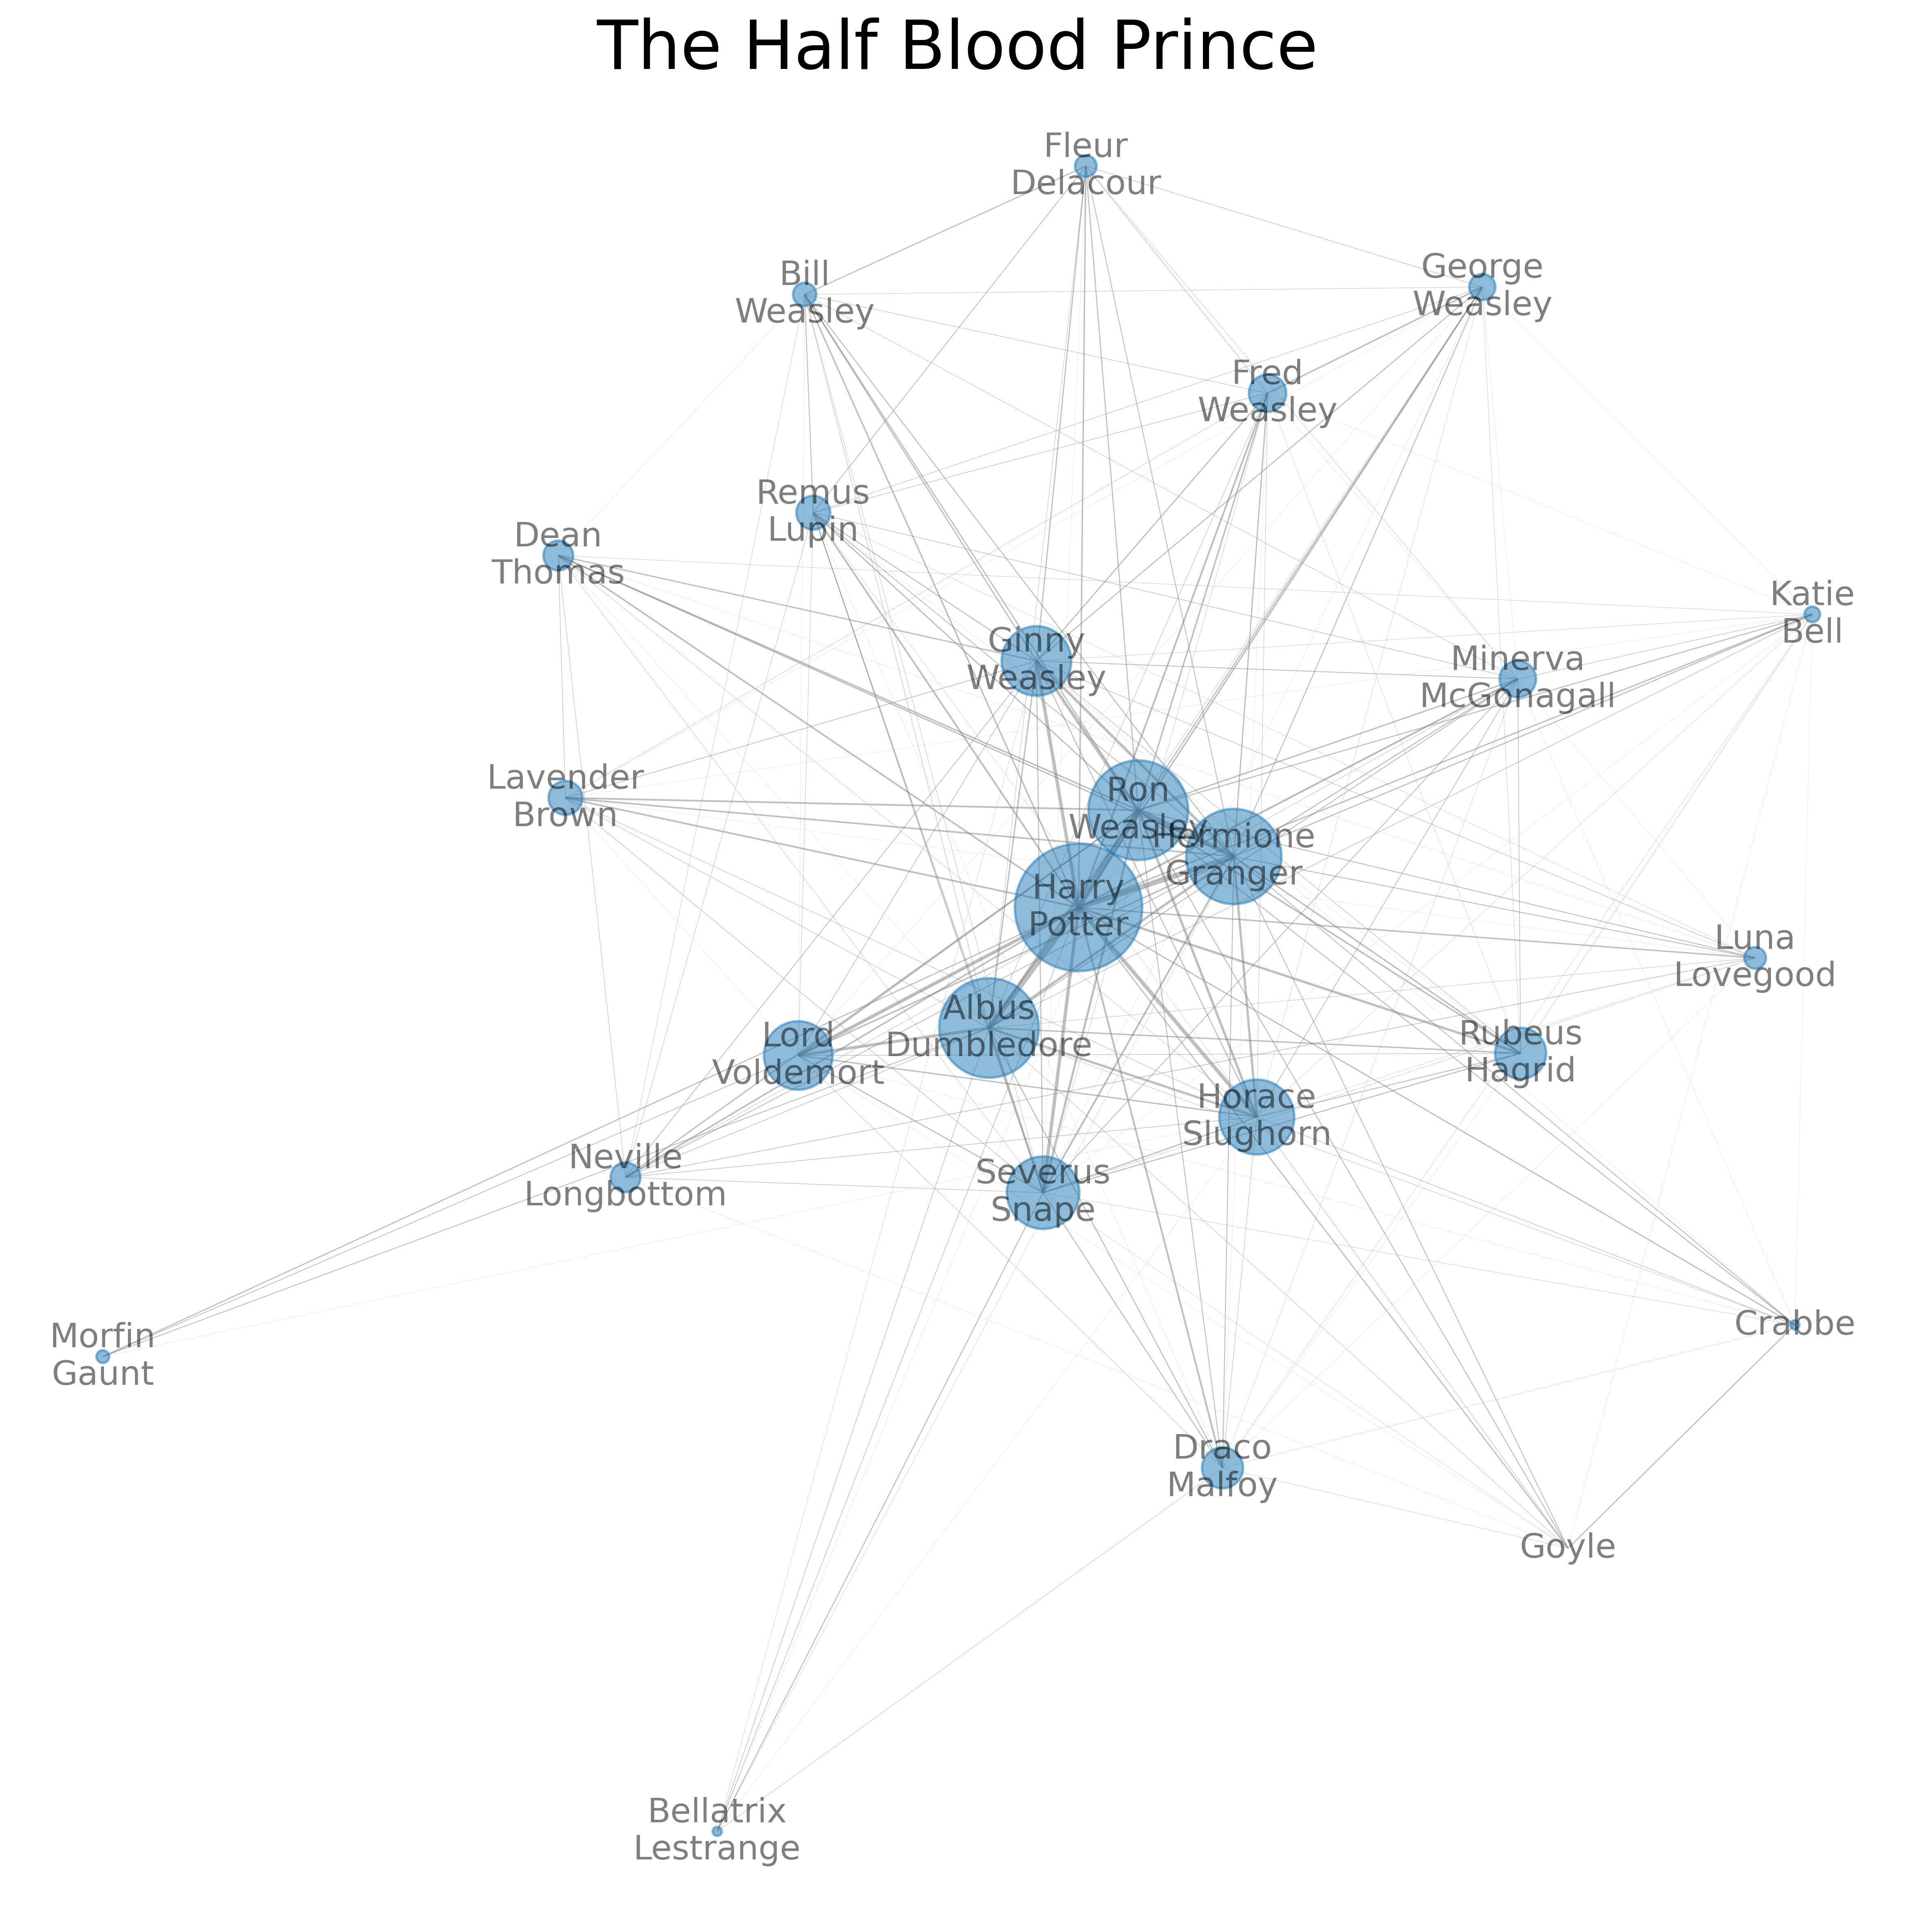 The Half Blood Prince
Fleur
Delacour
Bill
Weasley
George
Weasley
Fred
Weasley
Remus
Lupin
Dean
Thomas
Katie
Bell
Ginny
Weasley
Minerva
McGonagall
Lavender
Brown
Ron
Weasley
Hermione
Granger
Harry
Potter
Luna
Lovegood
Albus
Dumbledore
Lord
Voldemort
Rubeus
Hagrid
Horace
Slughorn
Neville
Longbottom
Severus
Snape
Morfin
Gaunt
Crabbe
Draco
Malfoy
Goyle
Bellatrix
Lestrange